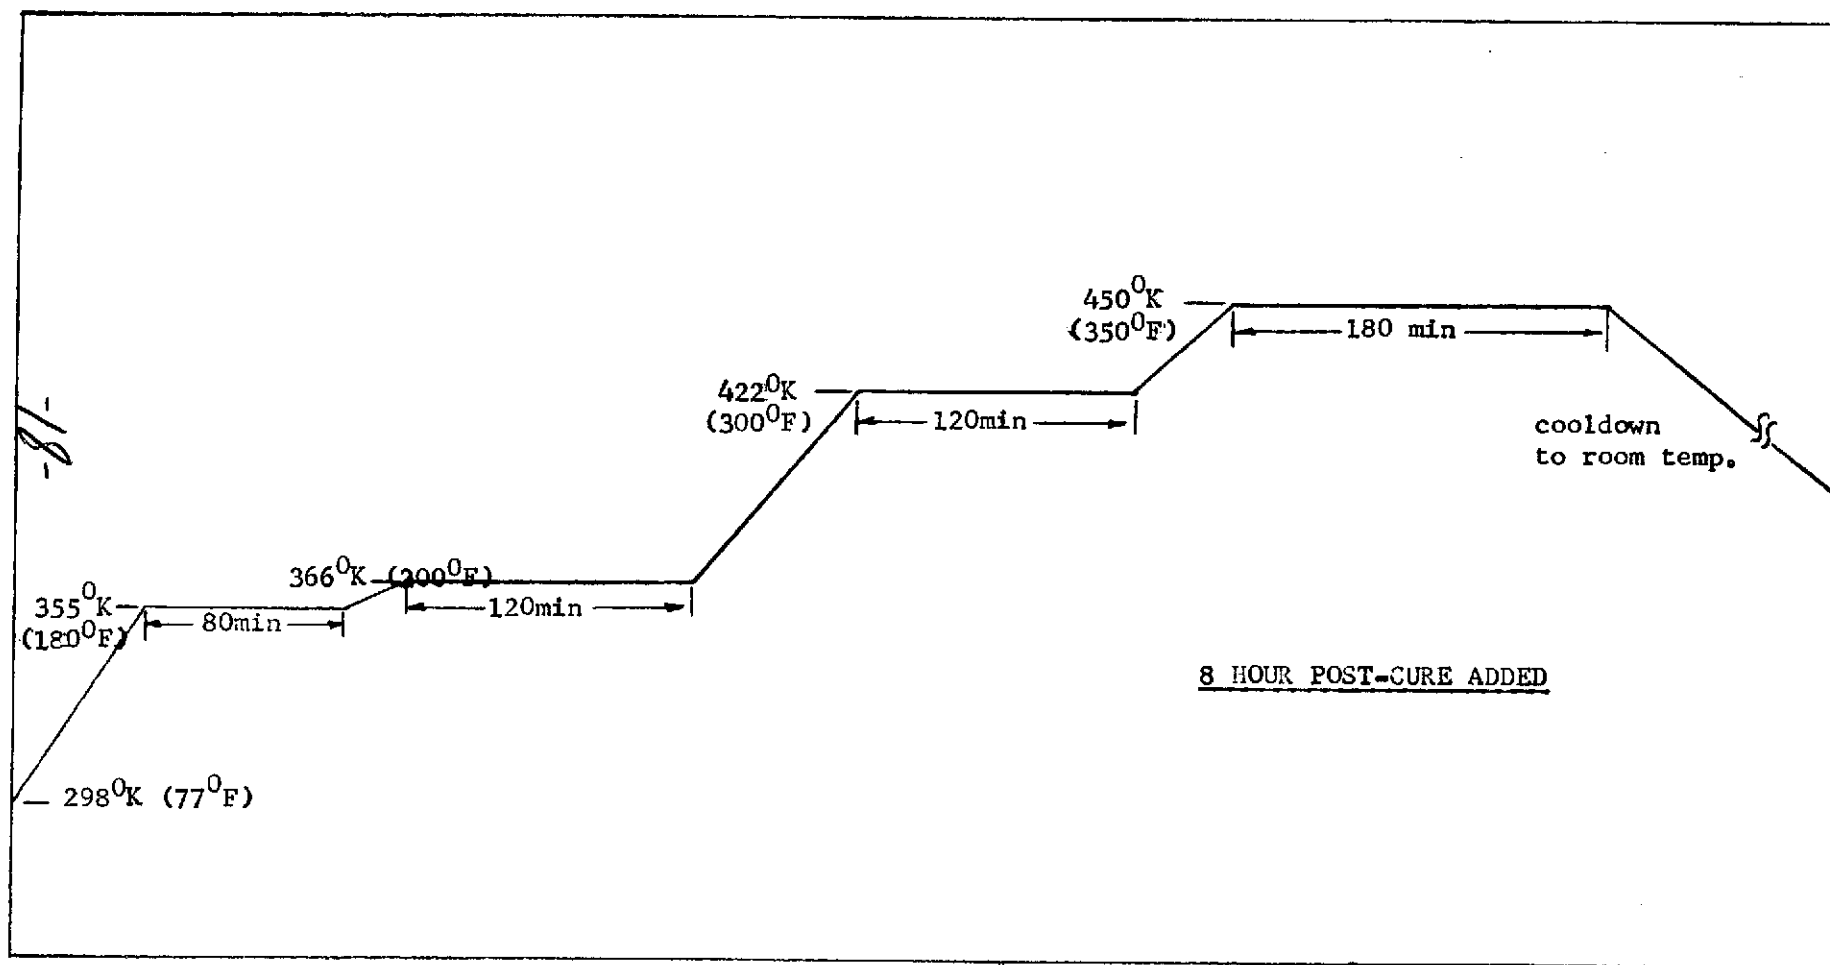 450⁰K
(350⁰F)
180 min
422⁰K
(300⁰F)
120min
cooldown
to room temp.
366⁰K (200⁰F)
355⁰K
(180⁰F)
80min
120min
8 HOUR POST-CURE ADDED
298⁰K (77⁰F)